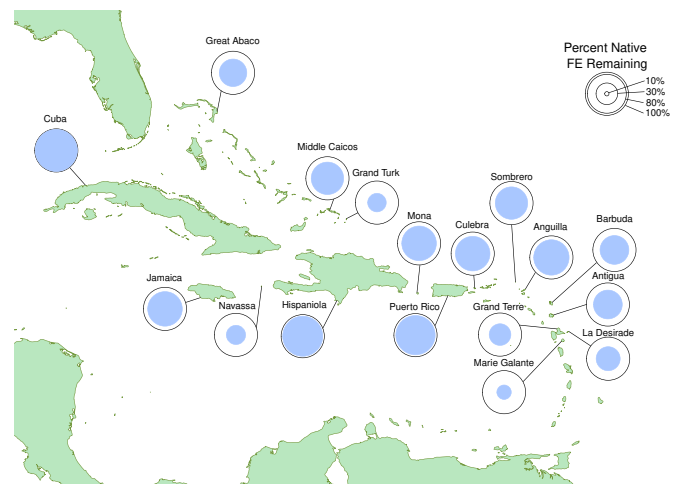 Great Abaco
Percent Native
FE Remaining
10%
30%
80%
100%
Cuba
Middle Caicos
Grand Turk
Sombrero
Mona
Culebra
Anguilla
Barbuda
Jamaica
Navassa
Hispaniola
Puerto Rico
Grand Terre
Antigua
La Desirade
Marie Galante